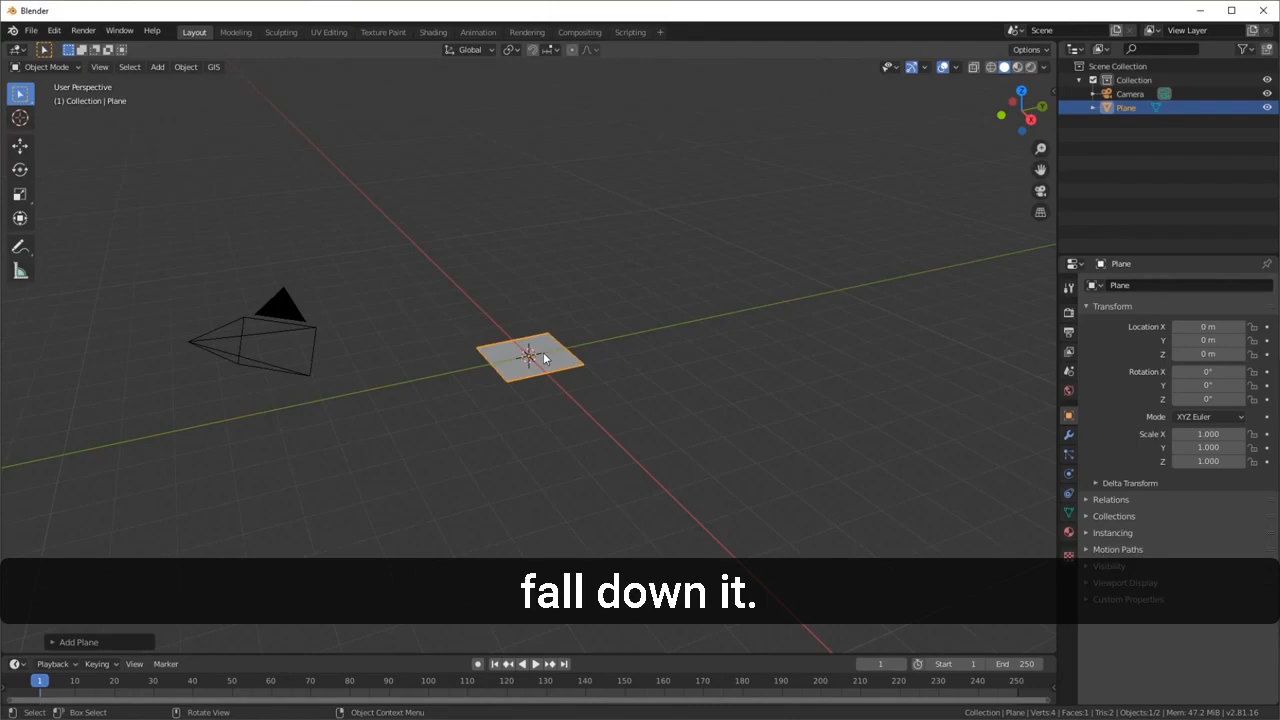 Blender
File Edit Render Window Help Layout Modeling Sculpting UV Editing Texture Paint Shading Animation Rendering Compositing Scripting + Scene View Layer
Global Options
Object Mode View Select Add Object GIS
User Perspective
(1) Collection | Plane
Z
Y
X
Scene Collection
Collection
Camera
Plane
Plane
Plane
Transform
Location X 0 m
Y 0 m
Z 0 m
Rotation X 0°
Y 0°
Z 0°
Mode XYZ Euler
Scale X 1.000
Y 1.000
Z 1.000
Delta Transform
Relations
Collections
Instancing
Motion Paths
Visibility
Viewport Display
Custom Properties
fall down it.
Add Plane
Playback Keying View Marker 1 Start 1 End 250
1 10 20 30 40 50 60 70 80 90 100 110 120 130 140 150 160 170 180 190 200 210 220 230 240 250
Select Box Select Rotate View Object Context Menu Collection | Plane | Verts:4 | Faces:1 | Tris:2 | Objects:1/2 | Mem: 47.2 MiB | v2.81.16